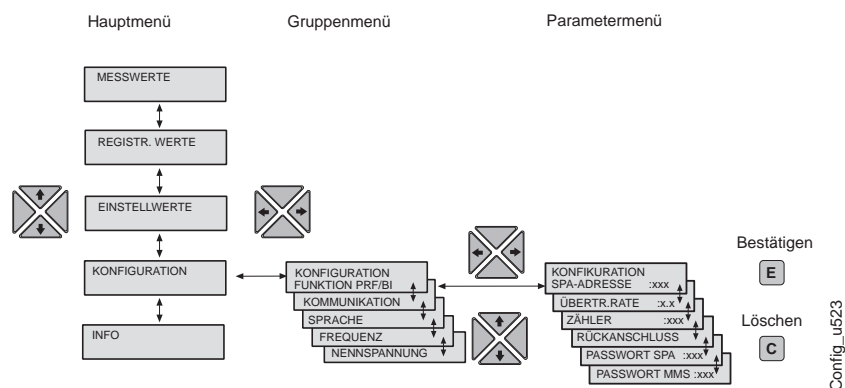 Hauptmenü
Gruppenmenü
Parametermenü
MESSWERTE
REGISTR. WERTE
EINSTELLWERTE
KONFIGURATION
INFO
KONFIGURATION
FUNKTION PRF/BI
KOMMUNIKATION
SPRACHE
FREQUENZ
NENNSPANNUNG
KONFIKURATION
SPA-ADRESSE :xxx
ÜBERTR.RATE :x.x
ZÄHLER :xxx
RÜCKANSCHLUSS
PASSWORT SPA :xxx
PASSWORT MMS :xxx
Bestätigen
E
Löschen
C
Config_u523